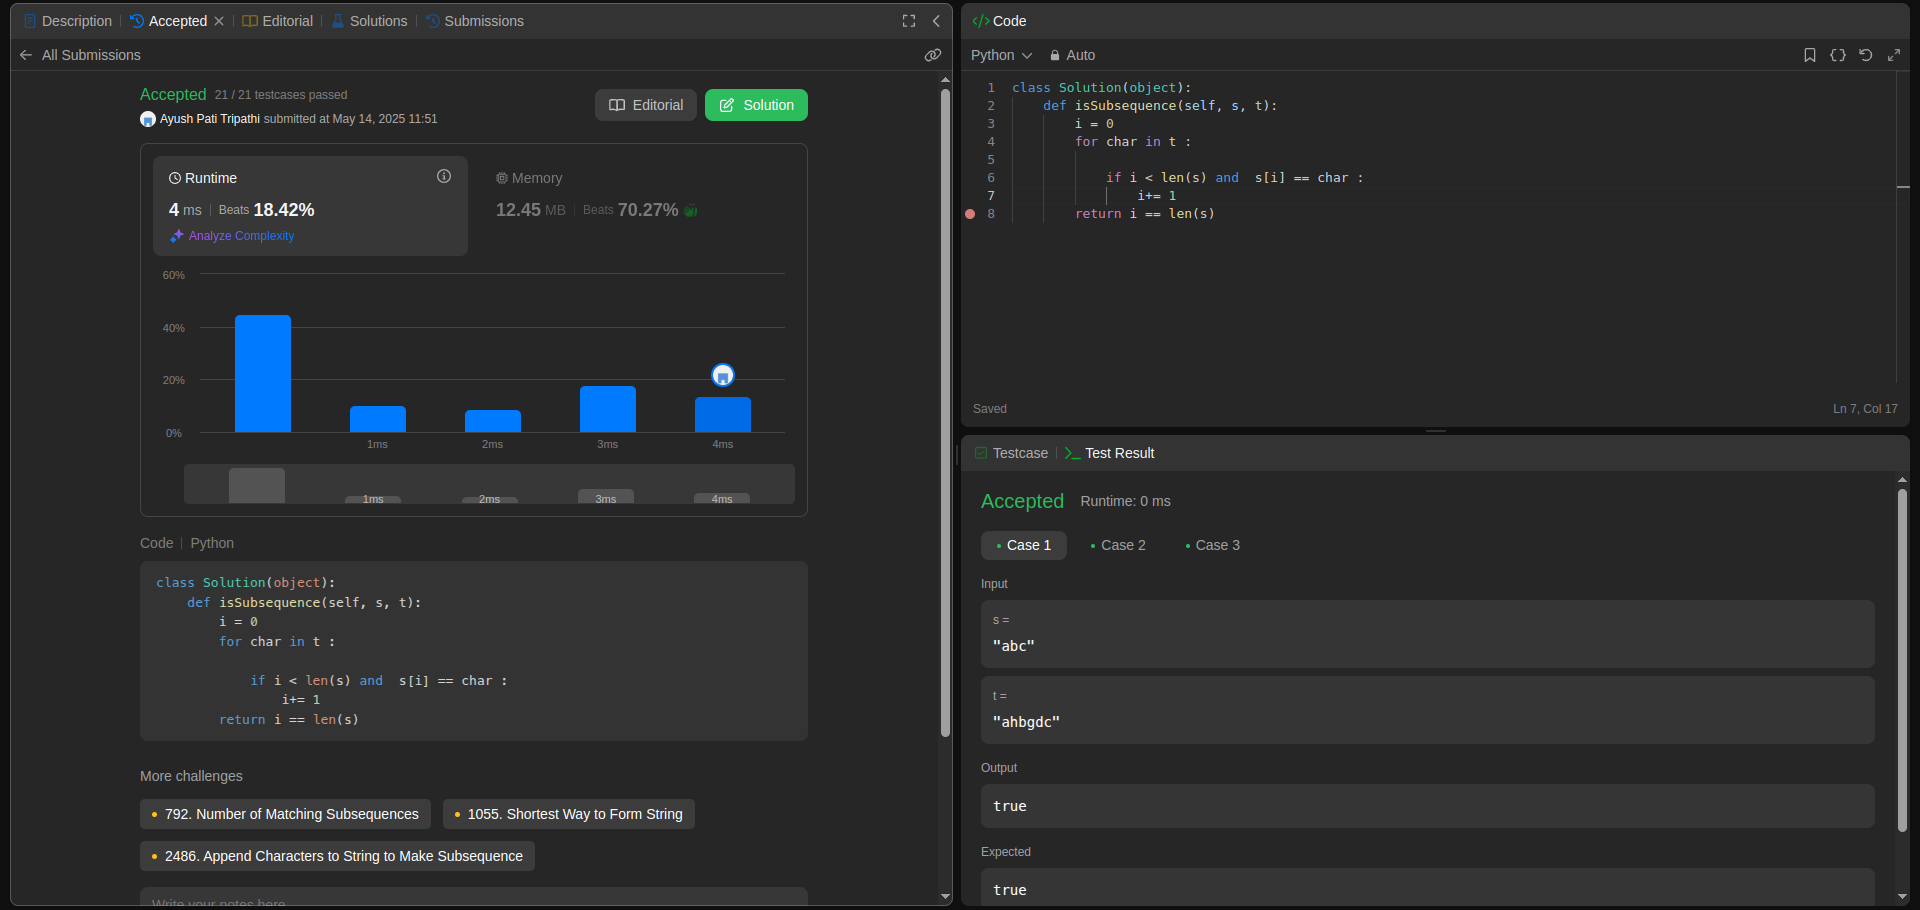 Description
Accepted
Editorial
Solutions
Submissions
All Submissions
Accepted 21 / 21 testcases passed
Ayush Pati Tripathi submitted at May 14, 2025 11:51
Editorial
Solution
Runtime
4 ms Beats 18.42%
Analyze Complexity
Memory
12.45 MB Beats 70.27%
60%
40%
20%
0%
1ms 2ms 3ms 4ms
1ms 2ms 3ms 4ms
Code Python
class Solution(object):
    def isSubsequence(self, s, t):
        i = 0
        for char in t :
            if i < len(s) and  s[i] == char :
                i+= 1
        return i == len(s)
More challenges
792. Number of Matching Subsequences
1055. Shortest Way to Form String
2486. Append Characters to String to Make Subsequence
Write your notes here
</> Code
Python Auto
1 class Solution(object):
2     def isSubsequence(self, s, t):
3         i = 0
4         for char in t :
5
6             if i < len(s) and  s[i] == char :
7                 i+= 1
8         return i == len(s)
Saved
Ln 7, Col 17
Testcase
Test Result
Accepted Runtime: 0 ms
Case 1
Case 2
Case 3
Input
s =
"abc"
t =
"ahbgdc"
Output
true
Expected
true